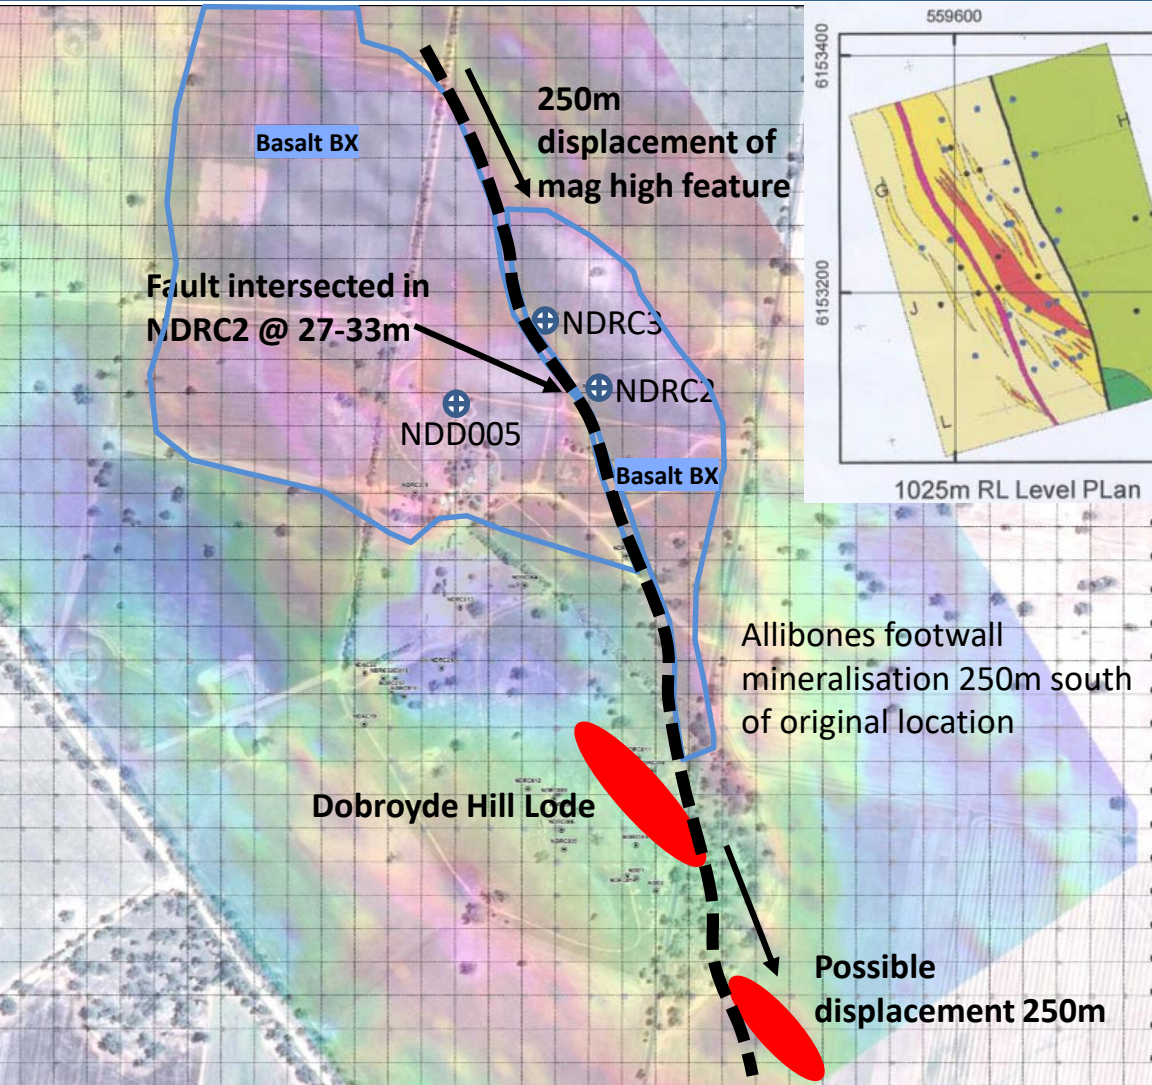 559600
6153400
6153200
H
G
J
L
1025m RL Level PLan
250m
displacement of
mag high feature
Basalt BX
Fault intersected in
NDRC2 @ 27-33m
NDRC3
NDRC2
NDD005
Basalt BX
Allibones footwall
mineralisation 250m south
of original location
Dobroyde Hill Lode
Possible
displacement 250m